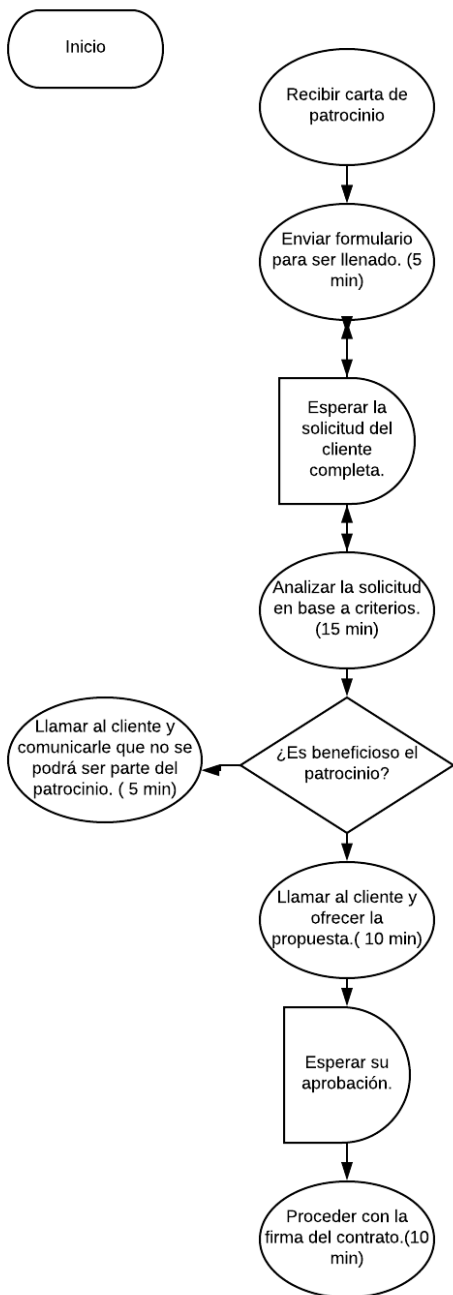 Inicio
Recibir carta de
patrocinio
Enviar formulario
para ser llenado. (5
min)
Esperar la
solicitud del
cliente
completa.
Analizar la solicitud
en base a criterios.
(15 min)
¿Es beneficioso el
patrocinio?
Llamar al cliente y
comunicarle que no se
podrá ser parte del
patrocinio. ( 5 min)
Llamar al cliente y
ofrecer la
propuesta.( 10 min)
Esperar su
aprobación.
Proceder con la
firma del contrato.(10
min)